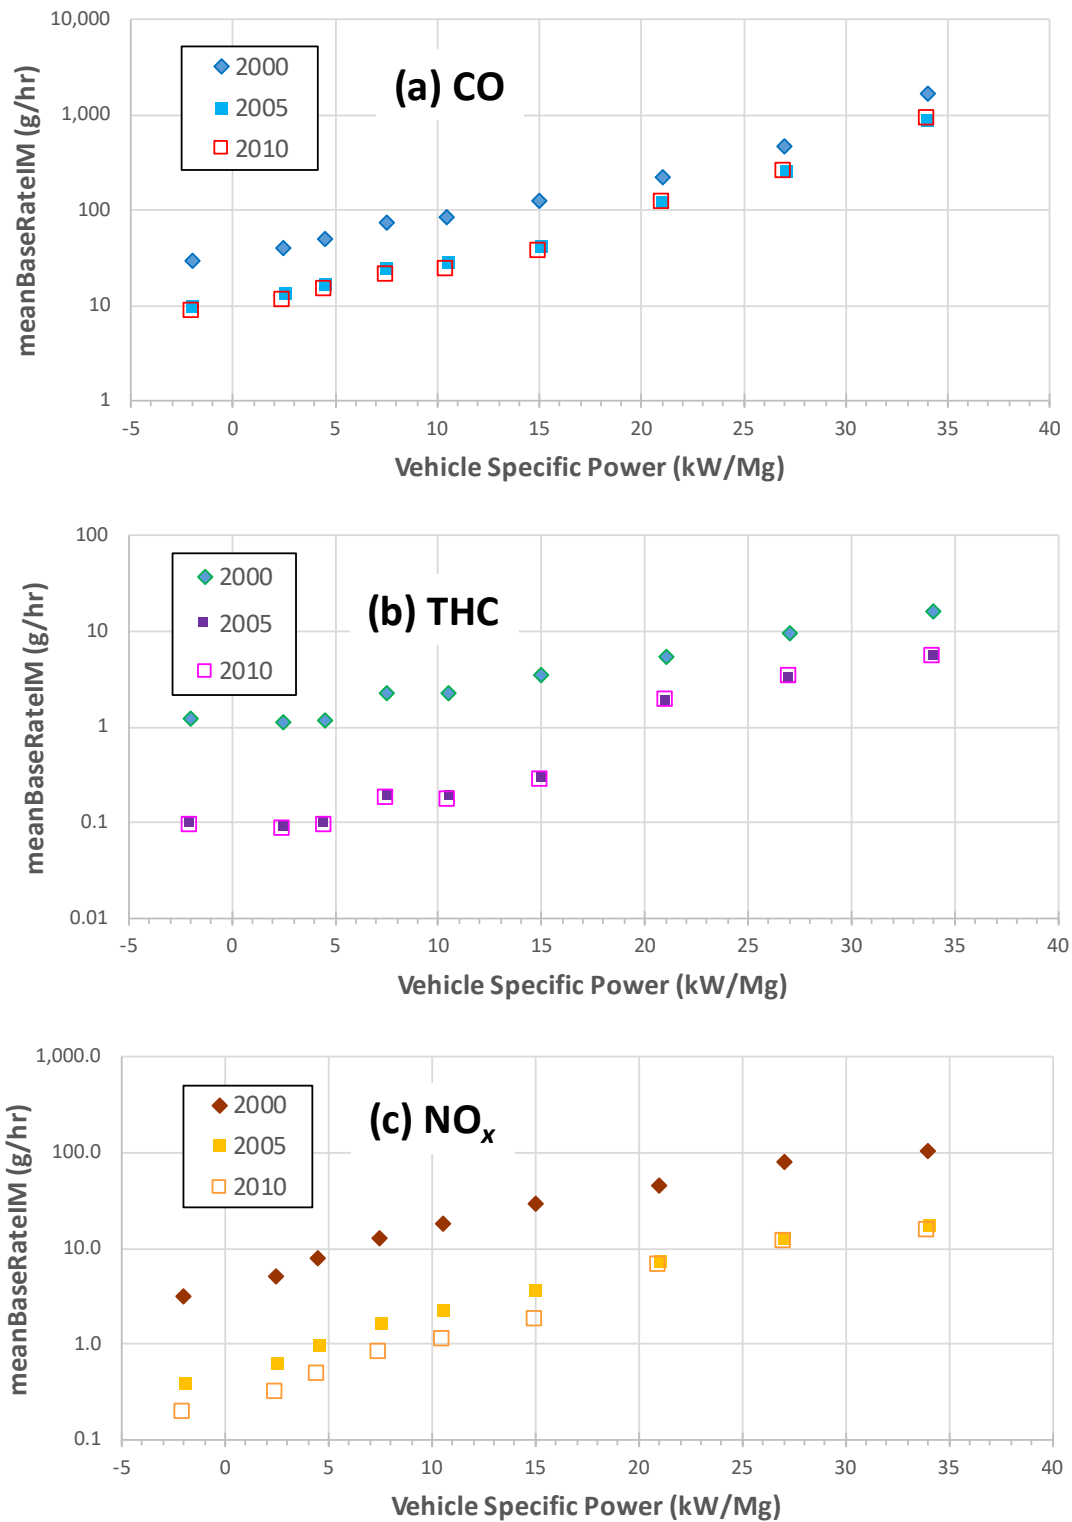 10,000
1,000
100
10
1
meanBaseRateIM (g/hr)
2000
2005
2010
(a) CO
-5 0 5 10 15 20 25 30 35 40
Vehicle Specific Power (kW/Mg)
100
10
1
0.1
0.01
meanBaseRateIM (g/hr)
2000
2005
2010
(b) THC
-5 0 5 10 15 20 25 30 35 40
Vehicle Specific Power (kW/Mg)
1,000.0
100.0
10.0
1.0
0.1
meanBaseRateIM (g/hr)
2000
2005
2010
(c) NOx
-5 0 5 10 15 20 25 30 35 40
Vehicle Specific Power (kW/Mg)